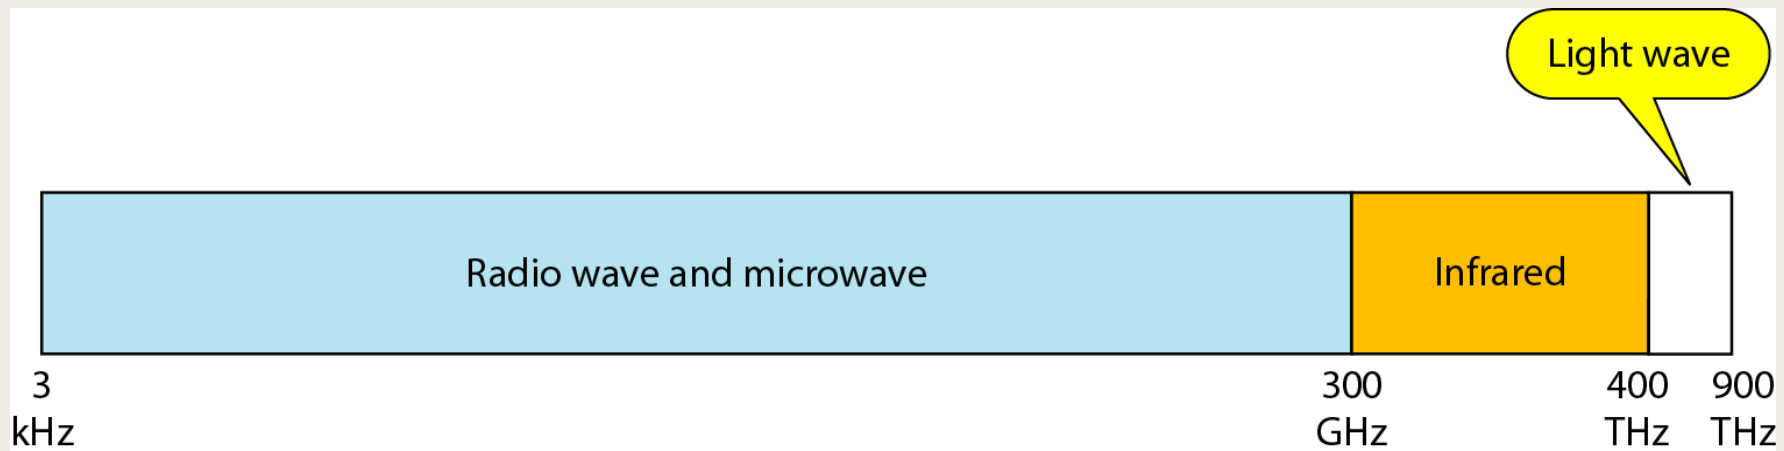 Light wave
Radio wave and microwave
Infrared
3
kHz
300
GHz
400
THz
900
THz